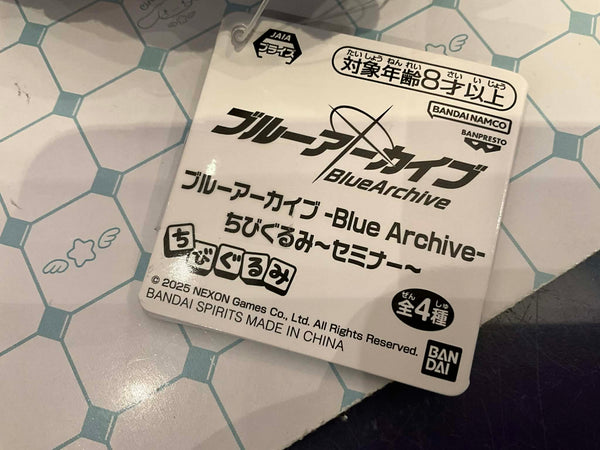 JAIA
プライズ
たいしょうねんれい さいいじょう
対象年齢8才以上
BANDAI NAMCO
BANPRESTO
ブルーアーカイブ
BlueArchive
ブルーアーカイブ -Blue Archive-
ちびぐるみ~セミナー~
ちびぐるみ
© 2025 NEXON Games Co., Ltd. All Rights Reserved.
BANDAI SPIRITS MADE IN CHINA
ぜん しゅ
全4種
BAN
DAI